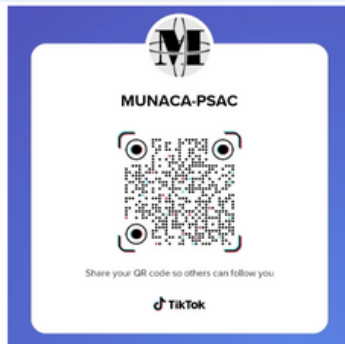 M
MUNACA-PSAC
Share your QR code so others can follow you
TikTok